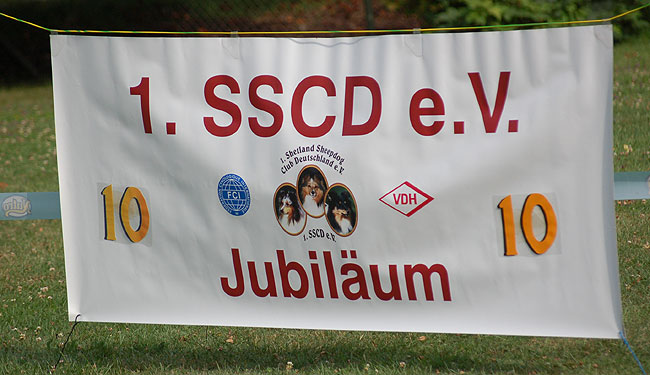 1. SSCD e.V.
1. Shetland Sheepdog
Club Deutschland e.V.
FCI
VDH
10
10
1. SSCD e.V.
Jubiläum